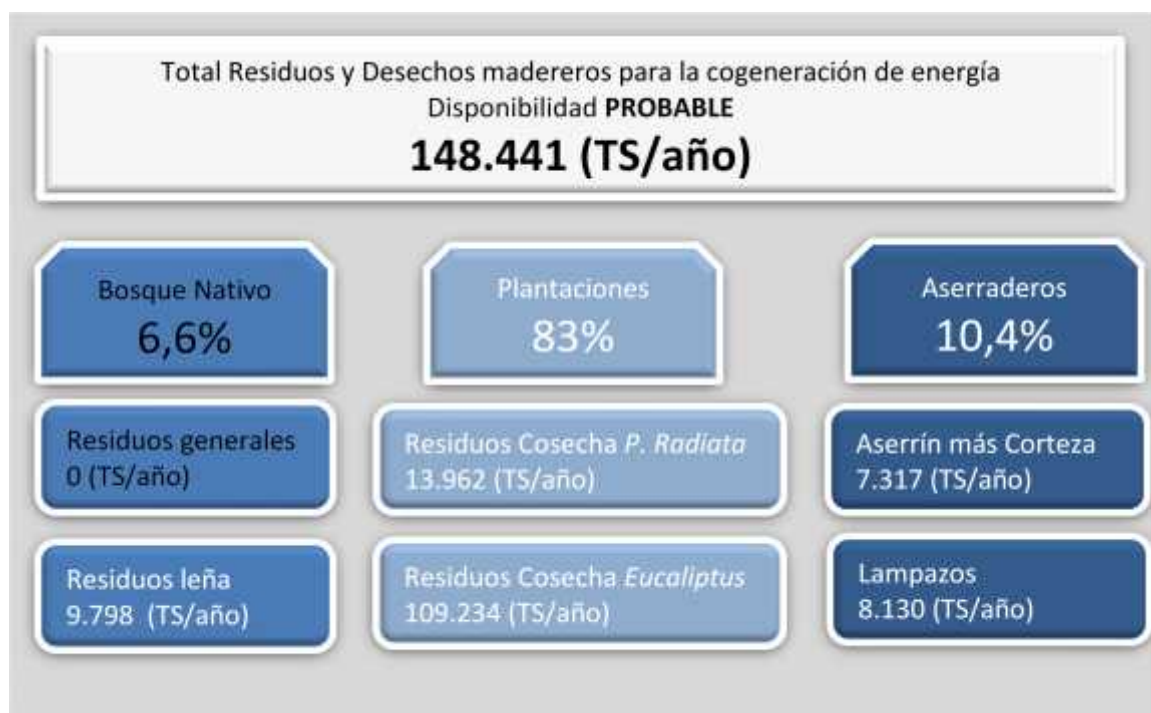 Total Residuos y Desechos madereros para la cogeneración de energía
Disponibilidad PROBABLE
148.441 (TS/año)
Bosque Nativo
6,6%
Residuos generales
0 (TS/año)
Residuos leña
9.798 (TS/año)
Plantaciones
83%
Residuos Cosecha P. Radiata
13.962 (TS/año)
Residuos Cosecha Eucaliptus
109.234 (TS/año)
Aserraderos
10,4%
Aserrín más Corteza
7.317 (TS/año)
Lampazos
8.130 (TS/año)